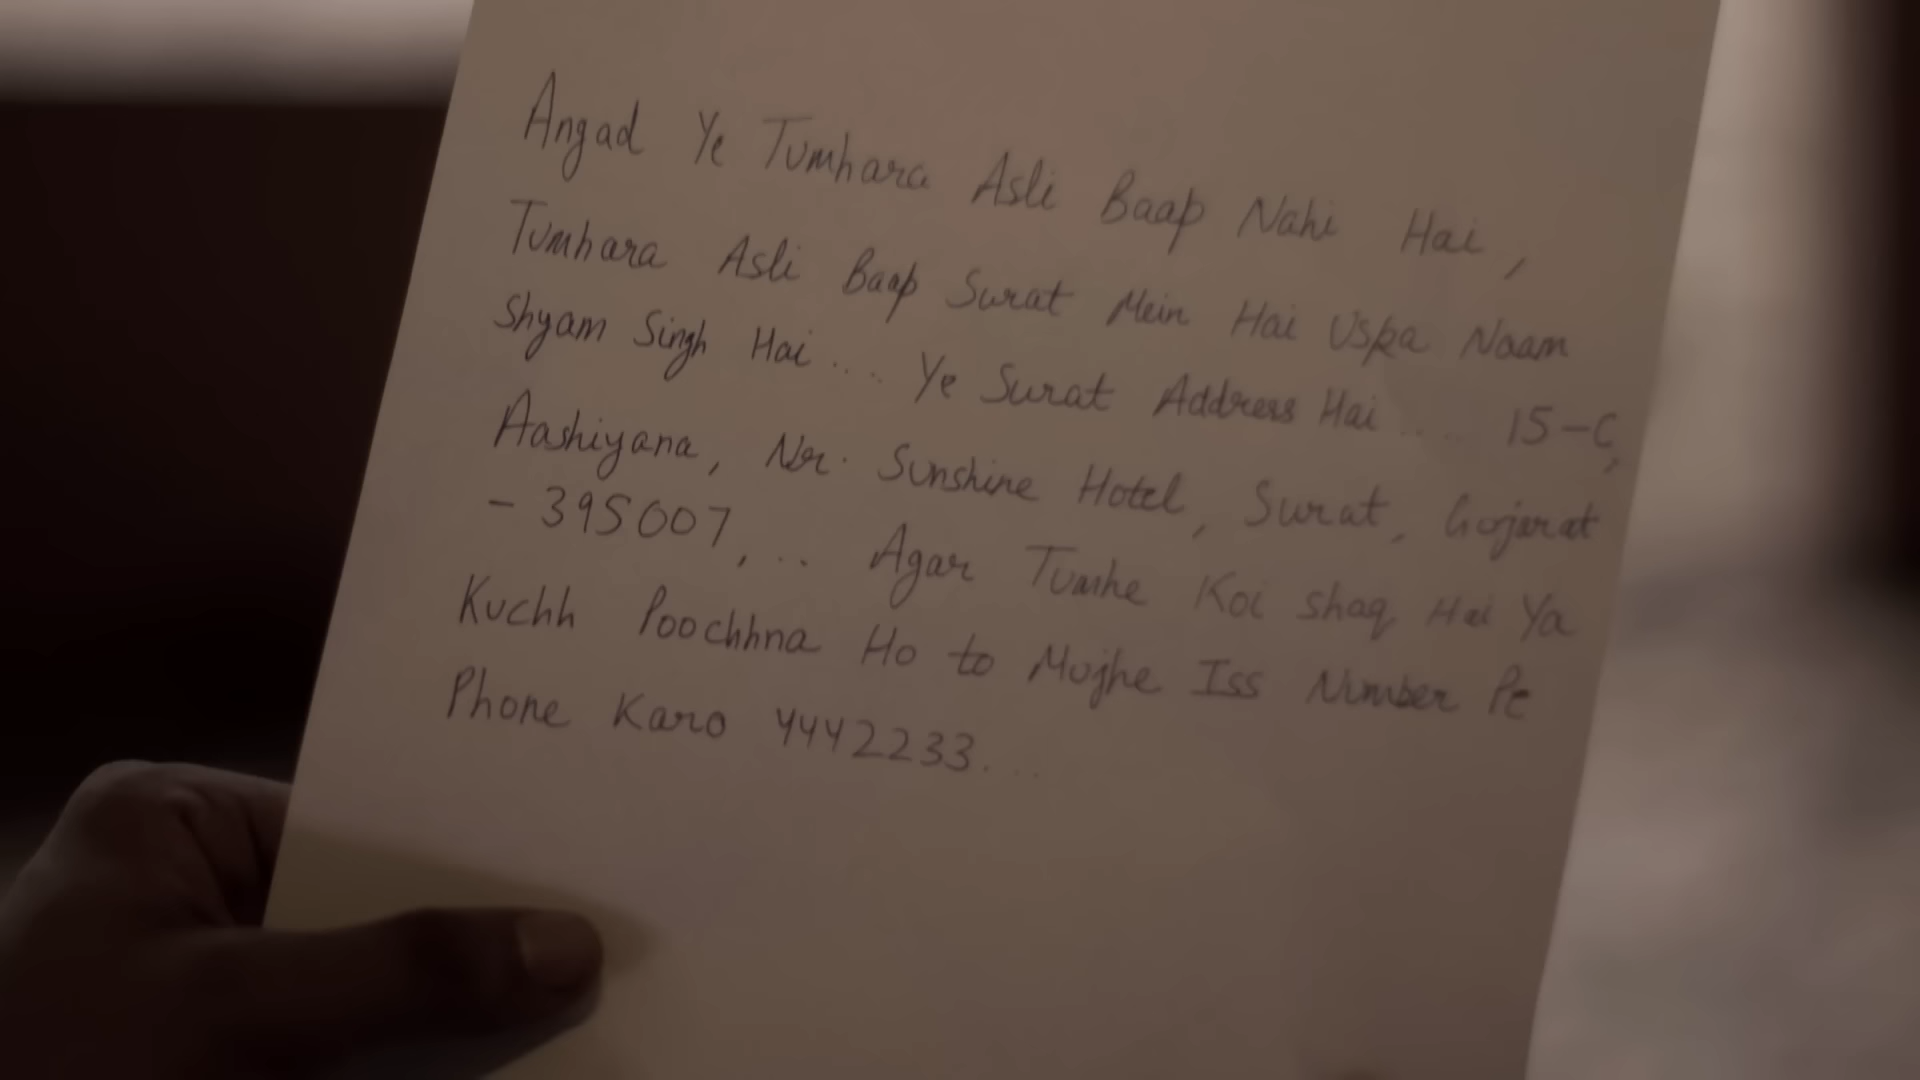 Angad Ye Tumhara Asli Baap Nahi Hai,
Tumhara Asli Baap Surat Mein Hai Uska Naam
Shyam Singh Hai... Ye Surat Address Hai.... 15-C,
Aashiyana, Nr. Sunshine Hotel, Surat, Gujarat
- 395007,... Agar Tumhe Koi Shaq Hai Ya
Kuchh Poochhna Ho to Mujhe Iss Number Pe
Phone Karo 4442233....